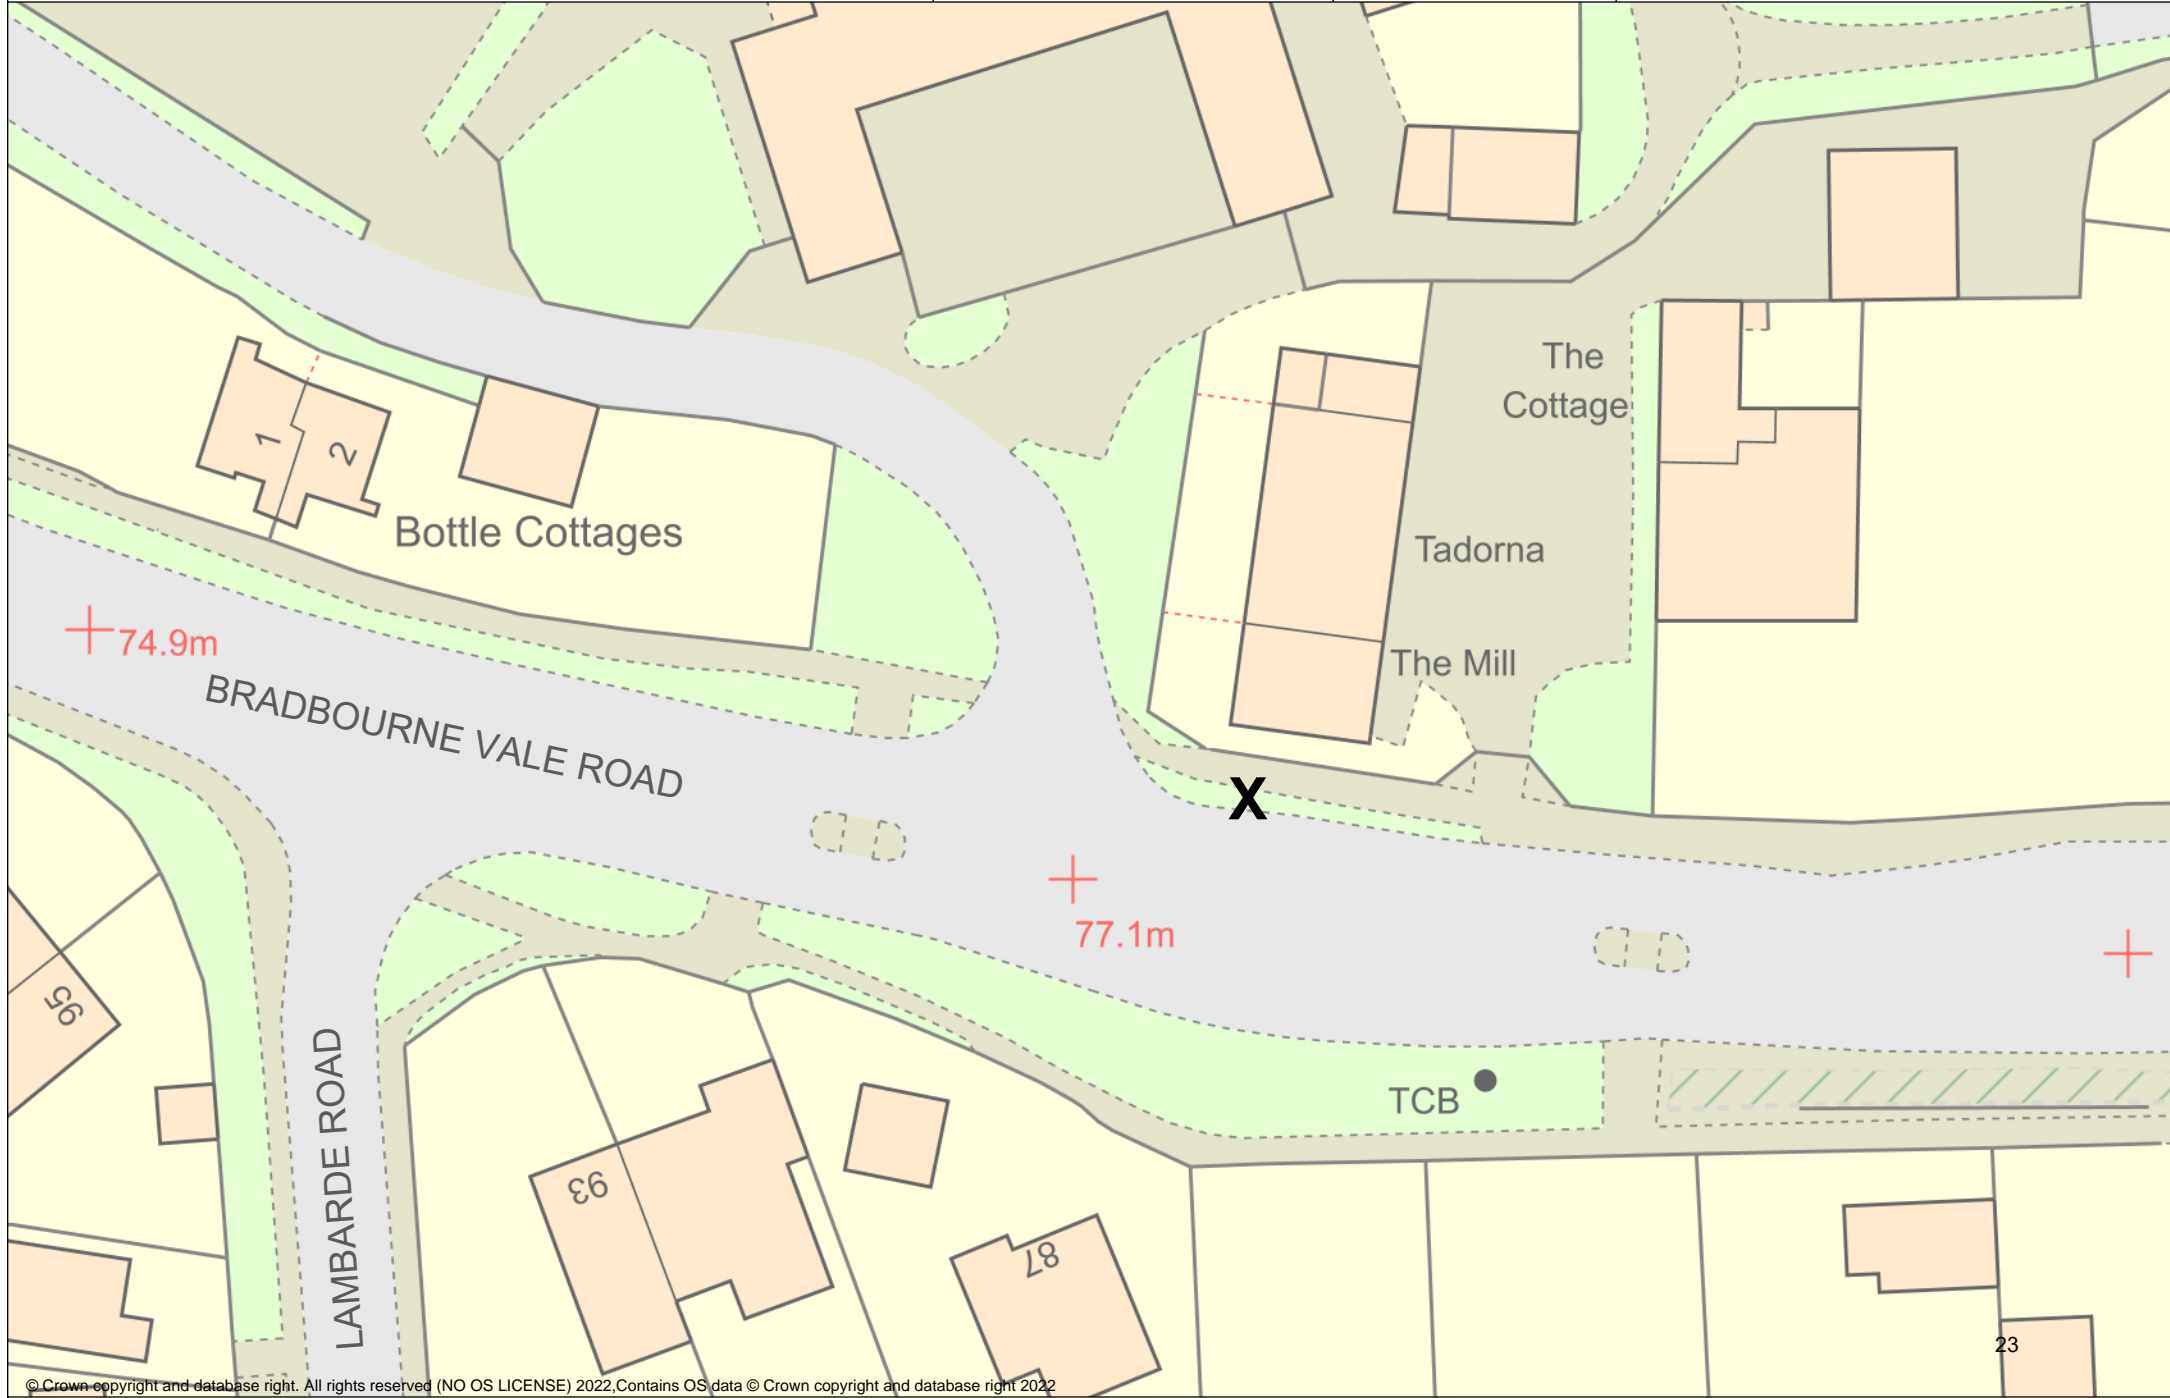 The
Cottage
1
2
Bottle Cottages
Tadorna
74.9m
The Mill
BRADBOURNE VALE ROAD
X
77.1m
95
LAMBARDE ROAD
TCB
93
87
23
© Crown copyright and database right. All rights reserved (NO OS LICENSE) 2022,Contains OS data © Crown copyright and database right 2022